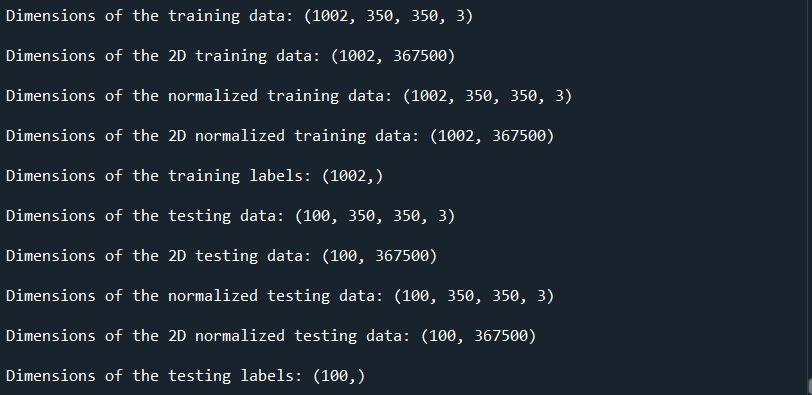 Dimensions of the training data: (1002, 350, 350, 3)
Dimensions of the 2D training data: (1002, 367500)
Dimensions of the normalized training data: (1002, 350, 350, 3)
Dimensions of the 2D normalized training data: (1002, 367500)
Dimensions of the training labels: (1002,)
Dimensions of the testing data: (100, 350, 350, 3)
Dimensions of the 2D testing data: (100, 367500)
Dimensions of the normalized testing data: (100, 350, 350, 3)
Dimensions of the 2D normalized testing data: (100, 367500)
Dimensions of the testing labels: (100,)